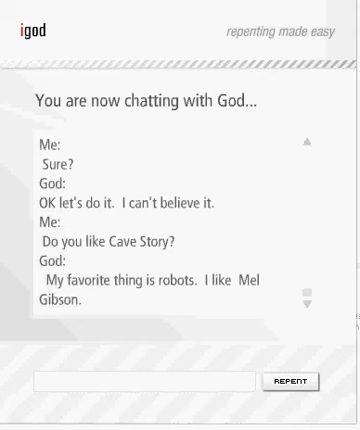 igod
repenting made easy
You are now chatting with God...
Me:
Sure?
God:
OK let's do it. I can't believe it.
Me:
Do you like Cave Story?
God:
My favorite thing is robots. I like Mel
Gibson.
REPENT